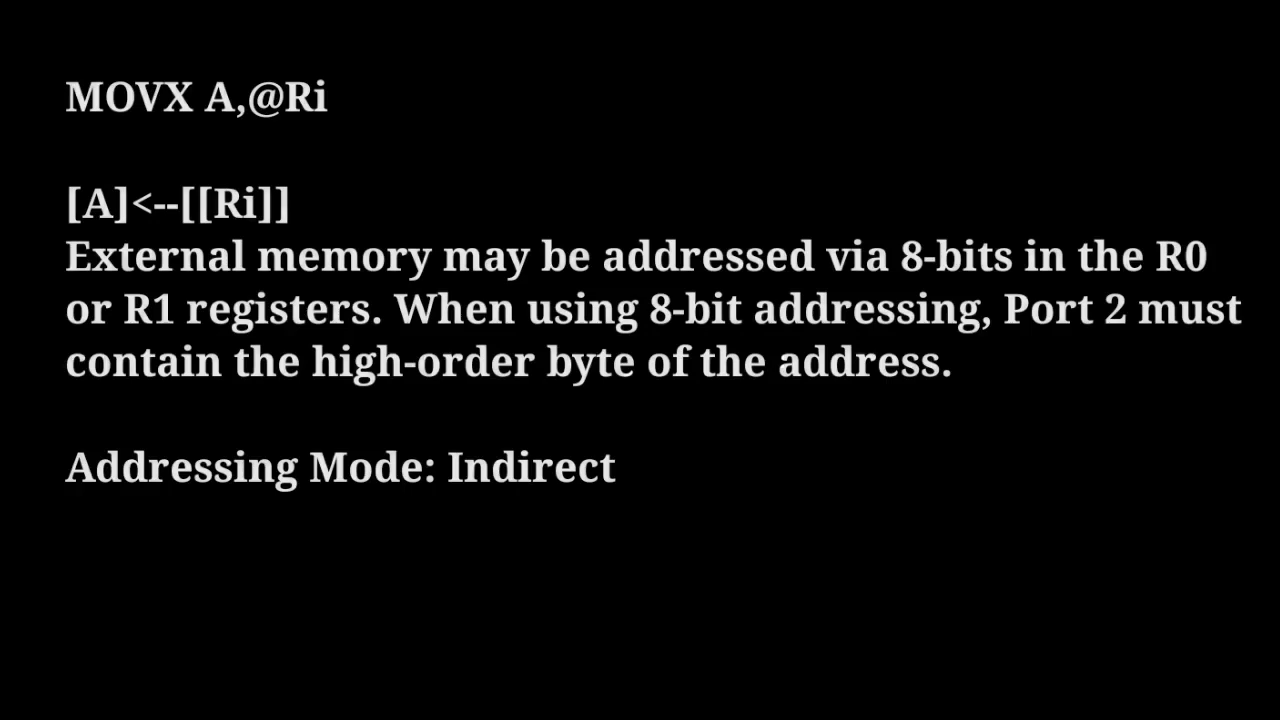 MOVX A,@Ri
[A]<--[[Ri]]
External memory may be addressed via 8-bits in the R0
or R1 registers. When using 8-bit addressing, Port 2 must
contain the high-order byte of the address.
Addressing Mode: Indirect